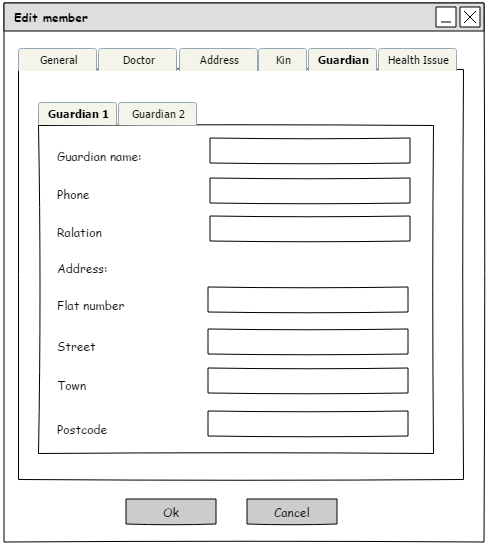 Edit member
General Doctor Address Kin Guardian Health Issue
Guardian 1 Guardian 2
Guardian name:
Phone
Ralation
Address:
Flat number
Street
Town
Postcode
Ok Cancel